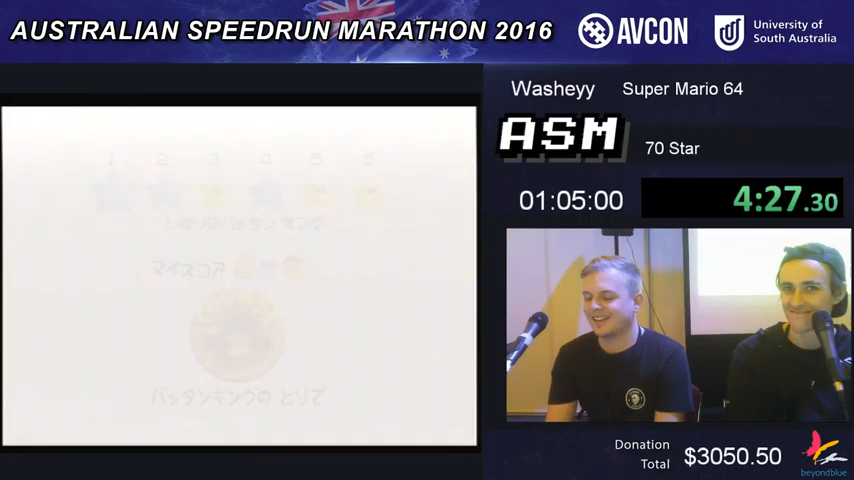 AUSTRALIAN SPEEDRUN MARATHON 2016
AVCON
University of
South Australia
Washeyy
Super Mario 64
ASM
70 Star
01:05:00
4:27.30
1 2 3 4 5 6
マイスコア
バッタンキングの とりで
Donation
Total
$3050.50
beyondblue